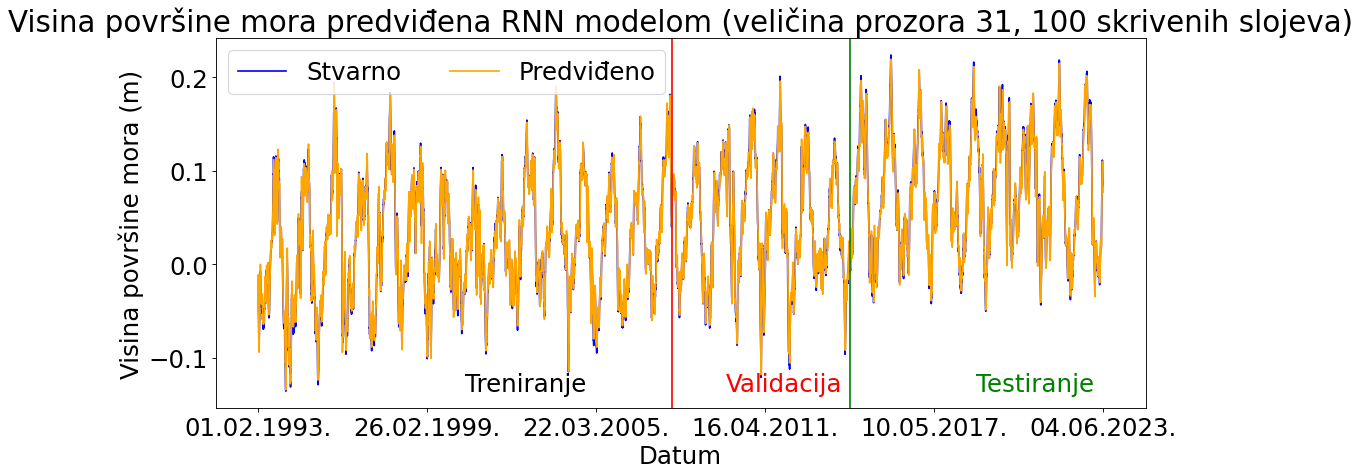 Visina površine mora predviđena RNN modelom (veličina prozora 31, 100 skrivenih slojeva)
Stvarno Predviđeno
Visina površine mora (m)
0.2
0.1
0.0
−0.1
Treniranje Validacija Testiranje
01.02.1993. 26.02.1999. 22.03.2005. 16.04.2011. 10.05.2017. 04.06.2023.
Datum